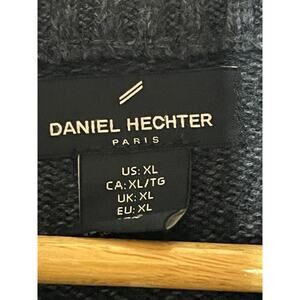 DANIEL HECHTER
PARIS
US: XL
CA: XL/TG
UK: XL
EU: XL